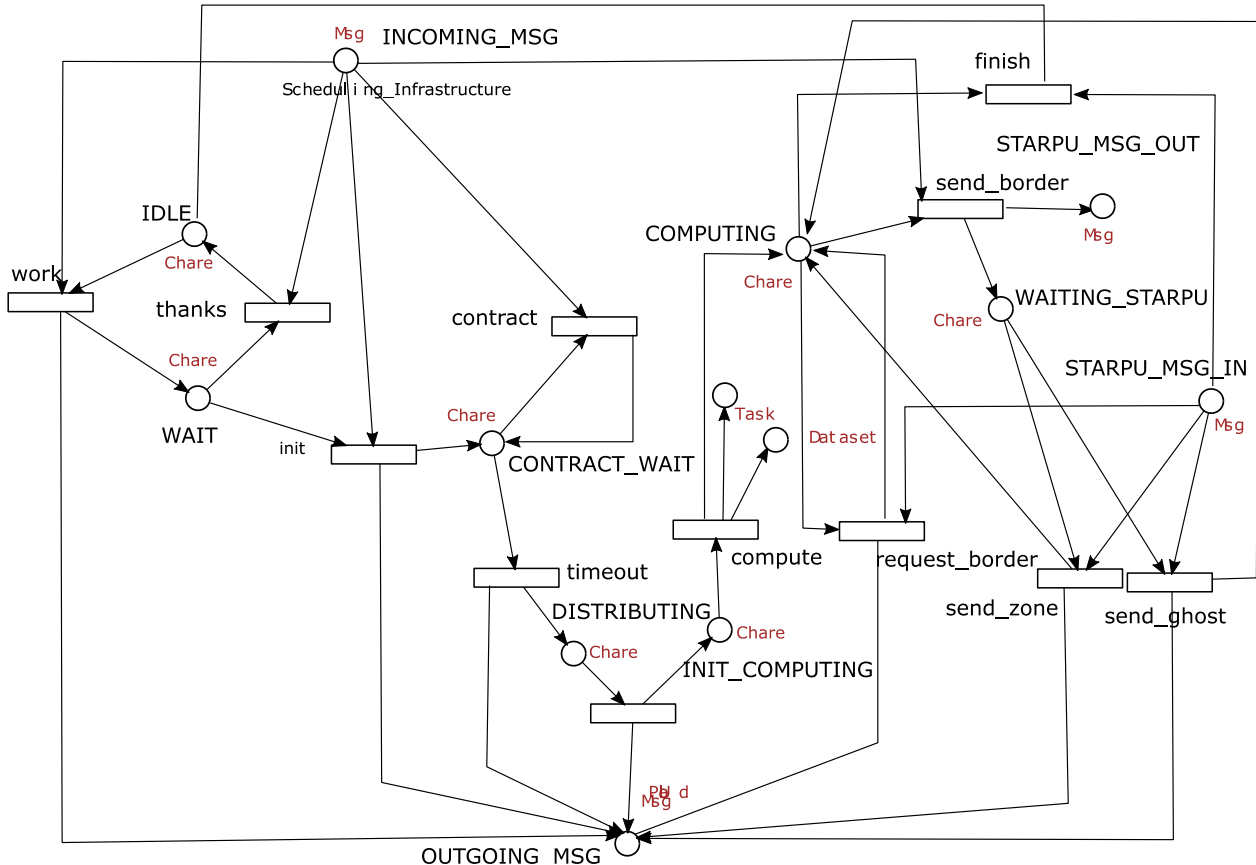 Msg
INCOMING_MSG
finish
Scheduling_Infrastructure
STARPU_MSG_OUT
send_border
IDLE
COMPUTING
Msg
Chare
work
Chare
WAITING_STARPU
thanks
contract
Chare
Chare
STARPU_MSG_IN
Chare
Task
Msg
WAIT
Dataset
init
CONTRACT_WAIT
compute
request_border
timeout
DISTRIBUTING
send_zone
send_ghost
Chare
Chare
INIT_COMPUTING
Msg
OUTGOING_MSG